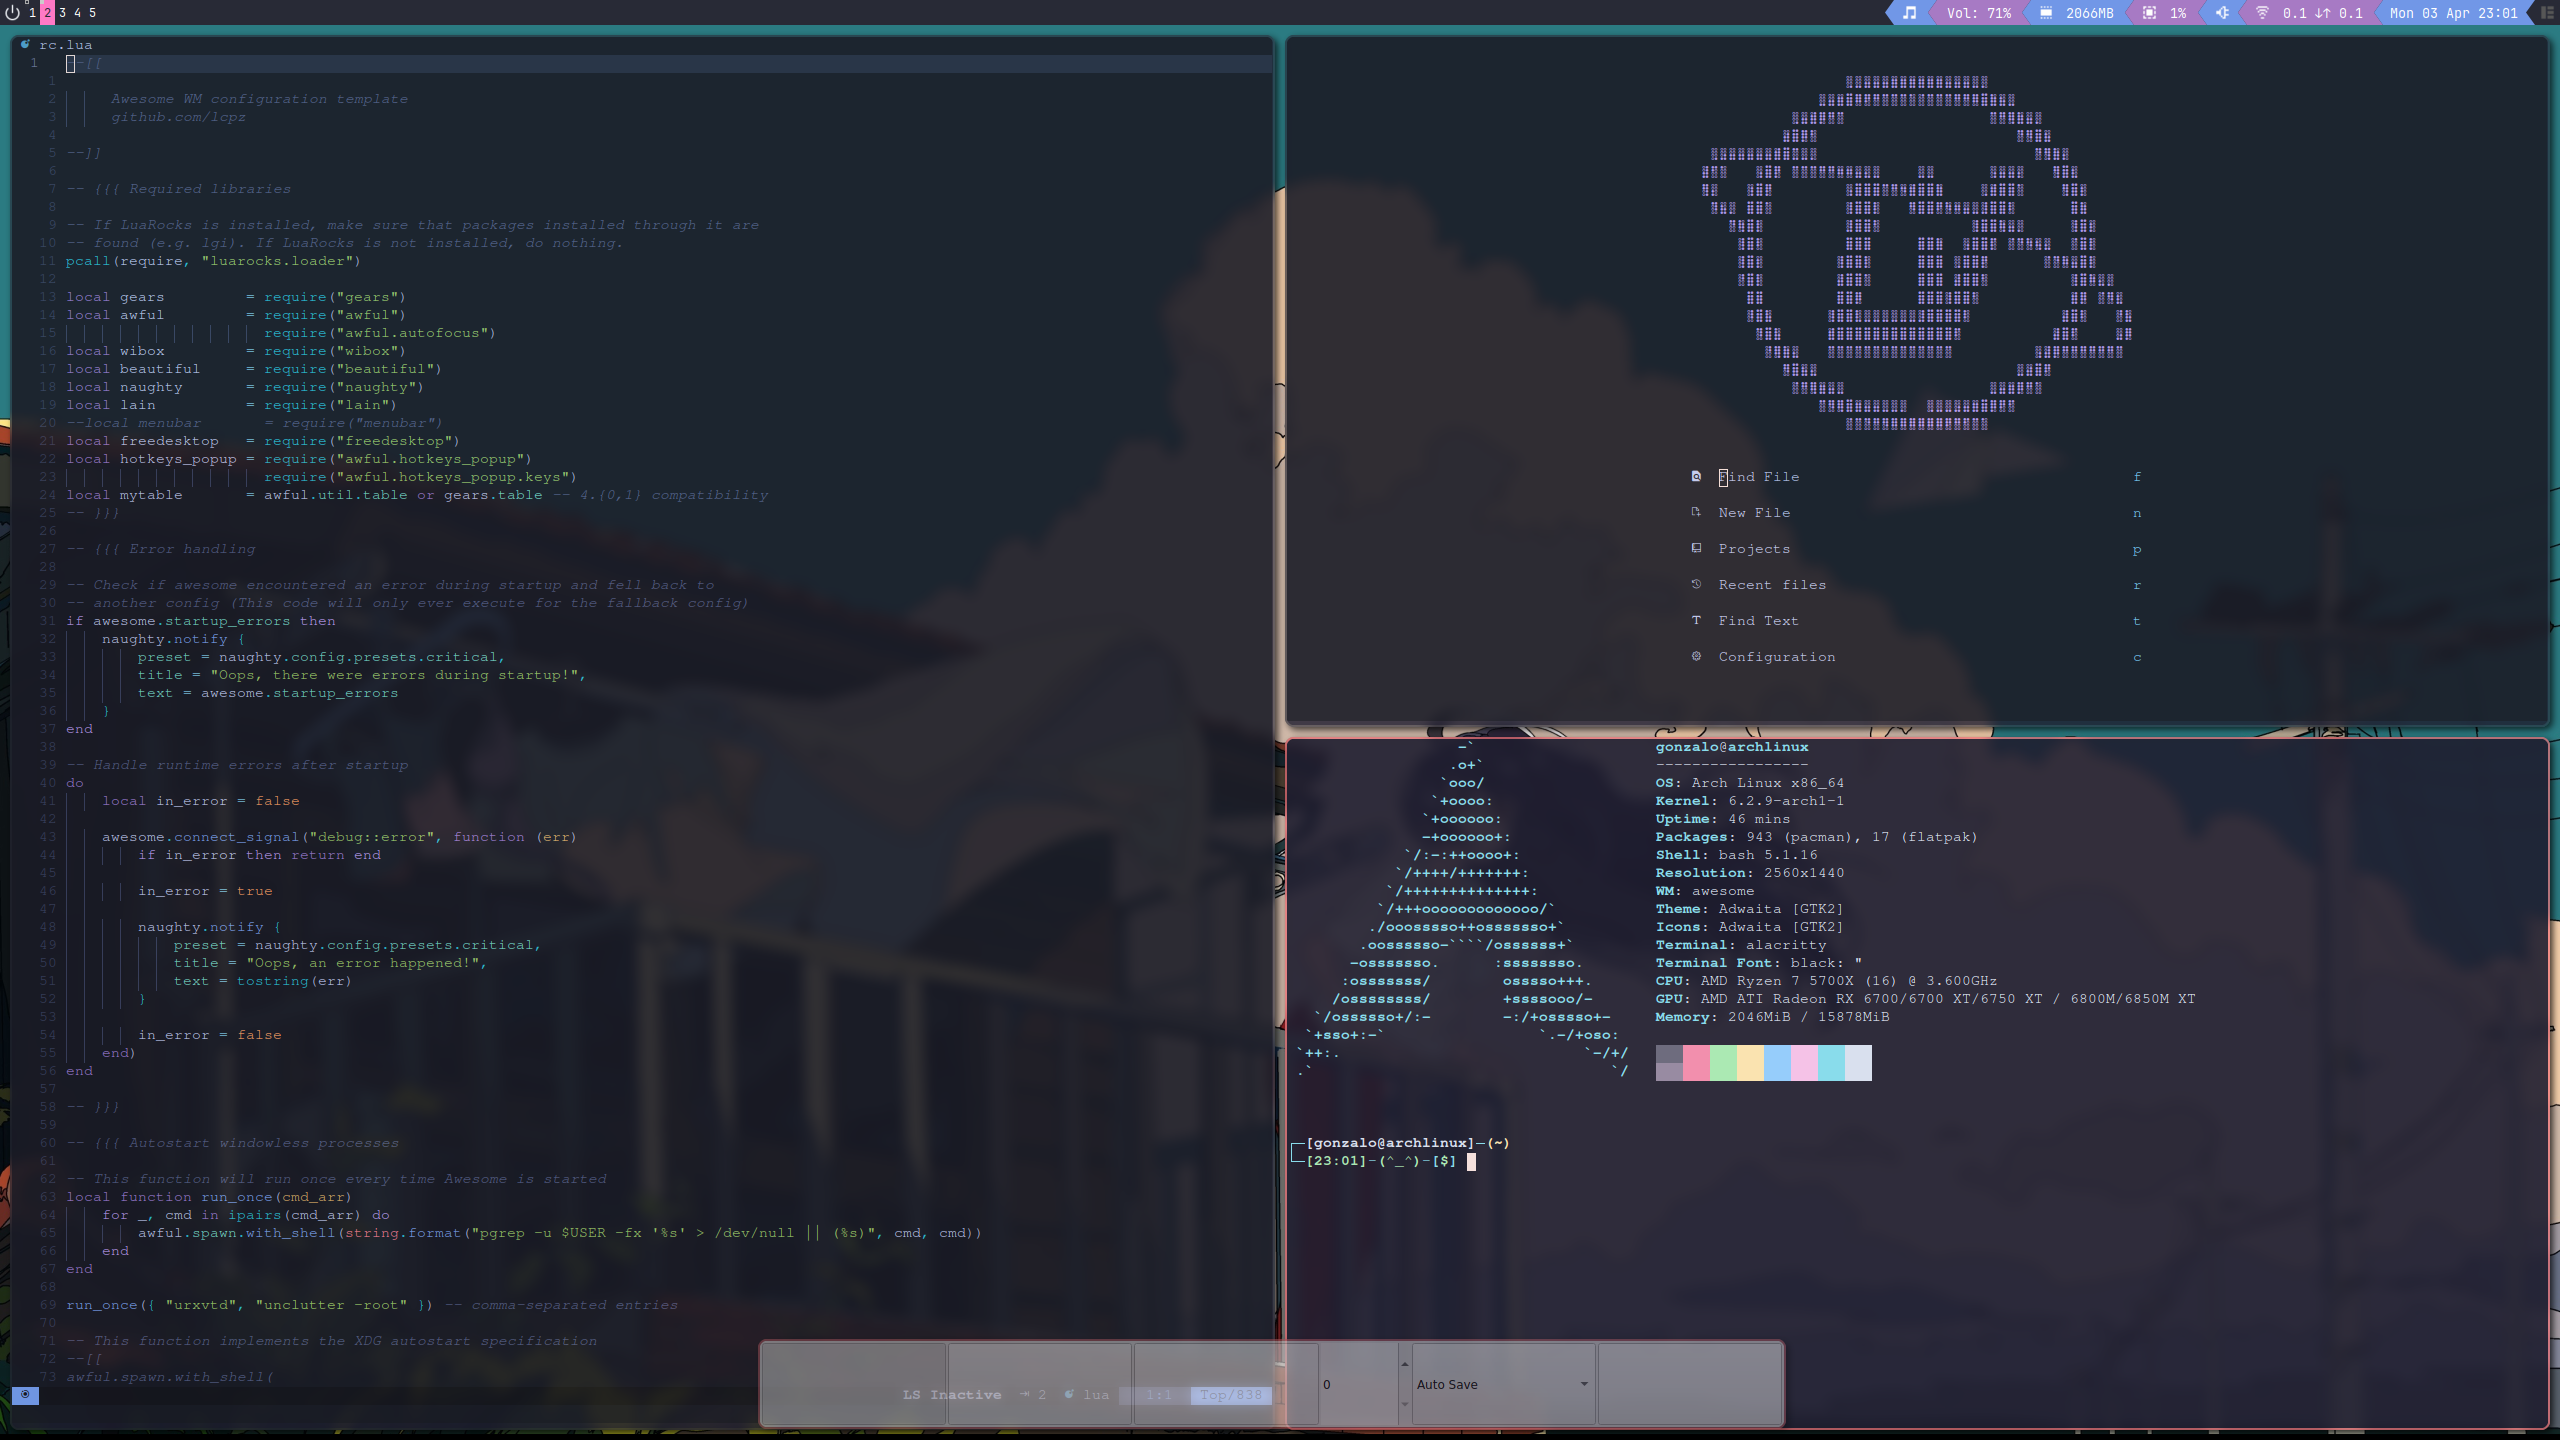 1 2 3 4 5
Vol: 71% 2066MB 1% 0.1 ↓↑ 0.1 Mon 03 Apr 23:01
rc.lua
1 --[[
1
2 Awesome WM configuration template
3 github.com/lcpz
4
5 --]]
6
7 -- {{{ Required libraries
8
9 -- If LuaRocks is installed, make sure that packages installed through it are
10 -- found (e.g. lgi). If LuaRocks is not installed, do nothing.
11 pcall(require, "luarocks.loader")
12
13 local gears = require("gears")
14 local awful = require("awful")
15 require("awful.autofocus")
16 local wibox = require("wibox")
17 local beautiful = require("beautiful")
18 local naughty = require("naughty")
19 local lain = require("lain")
20 --local menubar = require("menubar")
21 local freedesktop = require("freedesktop")
22 local hotkeys_popup = require("awful.hotkeys_popup")
23 require("awful.hotkeys_popup.keys")
24 local mytable = awful.util.table or gears.table -- 4.{0,1} compatibility
25 -- }}}
26
27 -- {{{ Error handling
28
29 -- Check if awesome encountered an error during startup and fell back to
30 -- another config (This code will only ever execute for the fallback config)
31 if awesome.startup_errors then
32 naughty.notify {
33 preset = naughty.config.presets.critical,
34 title = "Oops, there were errors during startup!",
35 text = awesome.startup_errors
36 }
37 end
38
39 -- Handle runtime errors after startup
40 do
41 local in_error = false
42
43 awesome.connect_signal("debug::error", function (err)
44 if in_error then return end
45
46 in_error = true
47
48 naughty.notify {
49 preset = naughty.config.presets.critical,
50 title = "Oops, an error happened!",
51 text = tostring(err)
52 }
53
54 in_error = false
55 end)
56 end
57
58 -- }}}
59
60 -- {{{ Autostart windowless processes
61
62 -- This function will run once every time Awesome is started
63 local function run_once(cmd_arr)
64 for _, cmd in ipairs(cmd_arr) do
65 awful.spawn.with_shell(string.format("pgrep -u $USER -fx '%s' > /dev/null || (%s)", cmd, cmd))
66 end
67 end
68
69 run_once({ "urxvtd", "unclutter -root" }) -- comma-separated entries
70
71 -- This function implements the XDG autostart specification
72 --[[
73 awful.spawn.with_shell(
LS Inactive 2 lua 1:1 Top/838
Find File f
New File n
Projects p
Recent files r
Find Text t
Configuration c
gonzalo@archlinux
-----------------
OS: Arch Linux x86_64
Kernel: 6.2.9-arch1-1
Uptime: 46 mins
Packages: 943 (pacman), 17 (flatpak)
Shell: bash 5.1.16
Resolution: 2560x1440
WM: awesome
Theme: Adwaita [GTK2]
Icons: Adwaita [GTK2]
Terminal: alacritty
Terminal Font: black: "
CPU: AMD Ryzen 7 5700X (16) @ 3.600GHz
GPU: AMD ATI Radeon RX 6700/6700 XT/6750 XT / 6800M/6850M XT
Memory: 2046MiB / 15878MiB
┌─[gonzalo@archlinux]─(~)
└─[23:01]-(^_^)-[$]
0 Auto Save